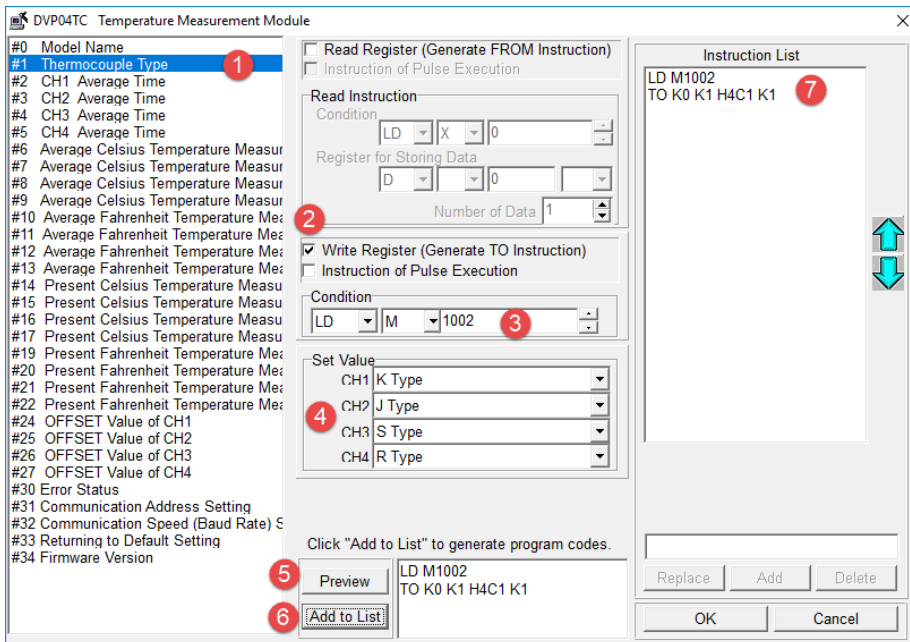 DVP04TC Temperature Measurement Module
#0 Model Name
#1 Thermocouple Type
#2 CH1 Average Time
#3 CH2 Average Time
#4 CH3 Average Time
#5 CH4 Average Time
#6 Average Celsius Temperature Measur
#7 Average Celsius Temperature Measur
#8 Average Celsius Temperature Measur
#9 Average Celsius Temperature Measur
#10 Average Fahrenheit Temperature Mea
#11 Average Fahrenheit Temperature Mea
#12 Average Fahrenheit Temperature Mea
#13 Average Fahrenheit Temperature Mea
#14 Present Celsius Temperature Measu
#15 Present Celsius Temperature Measu
#16 Present Celsius Temperature Measu
#17 Present Celsius Temperature Measu
#19 Present Fahrenheit Temperature Mea
#20 Present Fahrenheit Temperature Mea
#21 Present Fahrenheit Temperature Mea
#22 Present Fahrenheit Temperature Mea
#24 OFFSET Value of CH1
#25 OFFSET Value of CH2
#26 OFFSET Value of CH3
#27 OFFSET Value of CH4
#30 Error Status
#31 Communication Address Setting
#32 Communication Speed (Baud Rate) S
#33 Returning to Default Setting
#34 Firmware Version
1
Read Register (Generate FROM Instruction)
Instruction of Pulse Execution
Read Instruction
Condition
LD X 0
Register for Storing Data
D 0
Number of Data 1
2
Write Register (Generate TO Instruction)
Instruction of Pulse Execution
Condition
LD M 1002
3
Set Value
CH1 K Type
CH2 J Type
4
CH3 S Type
CH4 R Type
Click "Add to List" to generate program codes.
5
Preview
6
Add to List
LD M1002
TO K0 K1 H4C1 K1
Instruction List
LD M1002
TO K0 K1 H4C1 K1
7
Replace Add Delete
OK Cancel